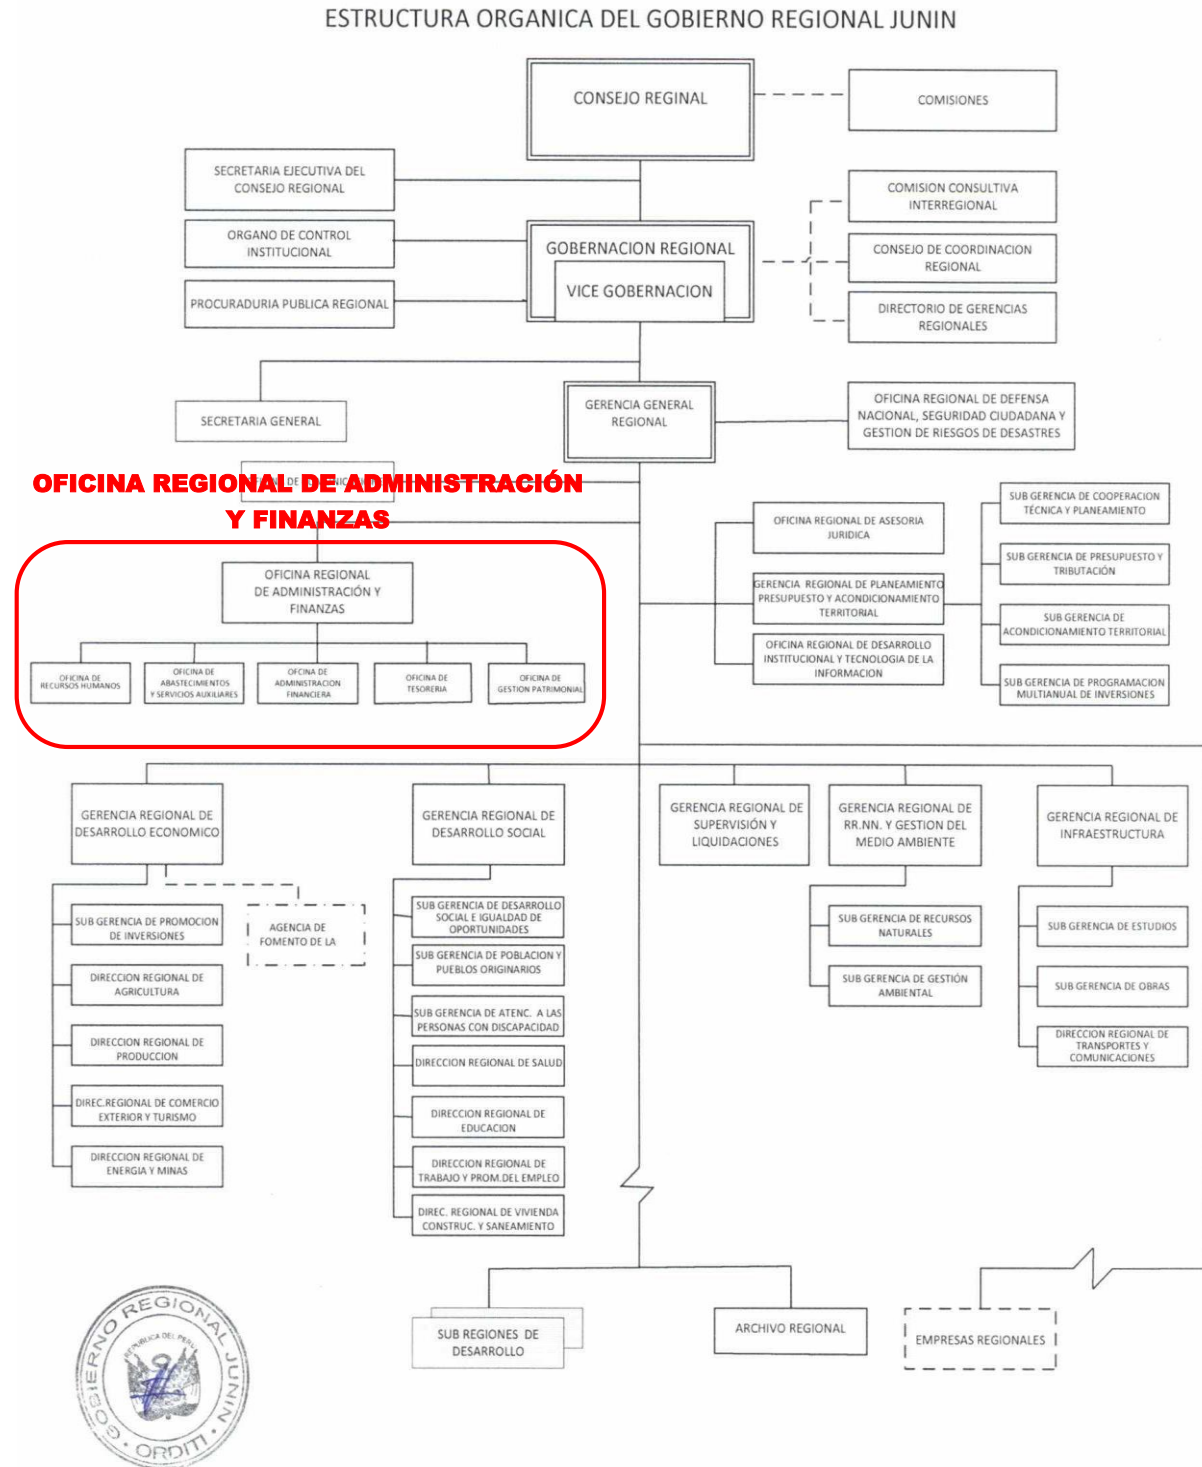 ESTRUCTURA ORGANICA DEL GOBIERNO REGIONAL JUNIN
CONSEJO REGINAL
COMISIONES
SECRETARIA EJECUTIVA DEL
CONSEJO REGIONAL
COMISION CONSULTIVA
INTERREGIONAL
ORGANO DE CONTROL
INSTITUCIONAL
GOBERNACION REGIONAL
VICE GOBERNACION
CONSEJO DE COORDINACION
REGIONAL
PROCURADURIA PUBLICA REGIONAL
DIRECTORIO DE GERENCIAS
REGIONALES
SECRETARIA GENERAL
GERENCIA GENERAL
REGIONAL
OFICINA REGIONAL DE DEFENSA
NACIONAL, SEGURIDAD CIUDADANA Y
GESTION DE RIESGOS DE DESASTRES
OFICINA REGIONAL DE ADMINISTRACIÓN
Y FINANZAS
OFICINA REGIONAL DE ASESORIA
JURIDICA
GERENCIA REGIONAL DE PLANEAMIENTO
PRESUPUESTO Y ACONDICIONAMIENTO
TERRITORIAL
OFICINA REGIONAL DE DESARROLLO
INSTITUCIONAL Y TECNOLOGIA DE LA
INFORMACION
SUB GERENCIA DE COOPERACION
TÉCNICA Y PLANEAMIENTO
SUB GERENCIA DE PRESUPUESTO Y
TRIBUTACIÓN
SUB GERENCIA DE
ACONDICIONAMIENTO TERRITORIAL
SUB GERENCIA DE PROGRAMACION
MULTIANUAL DE INVERSIONES
OFICINA REGIONAL
DE ADMINISTRACIÓN Y
FINANZAS
OFICINA DE
RECURSOS HUMANOS
OFICINA DE
ABASTECIMIENTOS
Y SERVICIOS AUXILIARES
OFCINA DE
ADMINISTRACION
FINANCIERA
OFICINA DE
TESORERIA
OFICINA DE
GESTION PATRIMONIAL
GERENCIA REGIONAL DE
DESARROLLO ECONOMICO
GERENCIA REGIONAL DE
DESARROLLO SOCIAL
GERENCIA REGIONAL DE
SUPERVISIÓN Y
LIQUIDACIONES
GERENCIA REGIONAL DE
RR.NN. Y GESTION DEL
MEDIO AMBIENTE
GERENCIA REGIONAL DE
INFRAESTRUCTURA
SUB GERENCIA DE PROMOCION
DE INVERSIONES
AGENCIA DE
FOMENTO DE LA
DIRECCION REGIONAL DE
AGRICULTURA
DIRECCION REGIONAL DE
PRODUCCION
DIREC.REGIONAL DE COMERCIO
EXTERIOR Y TURISMO
DIRECCION REGIONAL DE
ENERGIA Y MINAS
SUB GERENCIA DE DESARROLLO
SOCIAL E IGUALDAD DE
OPORTUNIDADES
SUB GERENCIA DE POBLACION Y
PUEBLOS ORIGINARIOS
SUB GERENCIA DE ATENC. A LAS
PERSONAS CON DISCAPACIDAD
DIRECCION REGIONAL DE SALUD
DIRECCION REGIONAL DE
EDUCACION
DIRECCION REGIONAL DE
TRABAJO Y PROM.DEL EMPLEO
DIREC. REGIONAL DE VIVIENDA
CONSTRUC. Y SANEAMIENTO
SUB GERENCIA DE RECURSOS
NATURALES
SUB GERENCIA DE GESTIÓN
AMBIENTAL
SUB GERENCIA DE ESTUDIOS
SUB GERENCIA DE OBRAS
DIRECCION REGIONAL DE
TRANSPORTES Y
COMUNICACIONES
SUB REGIONES DE
DESARROLLO
ARCHIVO REGIONAL
EMPRESAS REGIONALES
GOBIERNO REGIONAL JUNIN
REPUBLICA DEL PERU
ORDITI